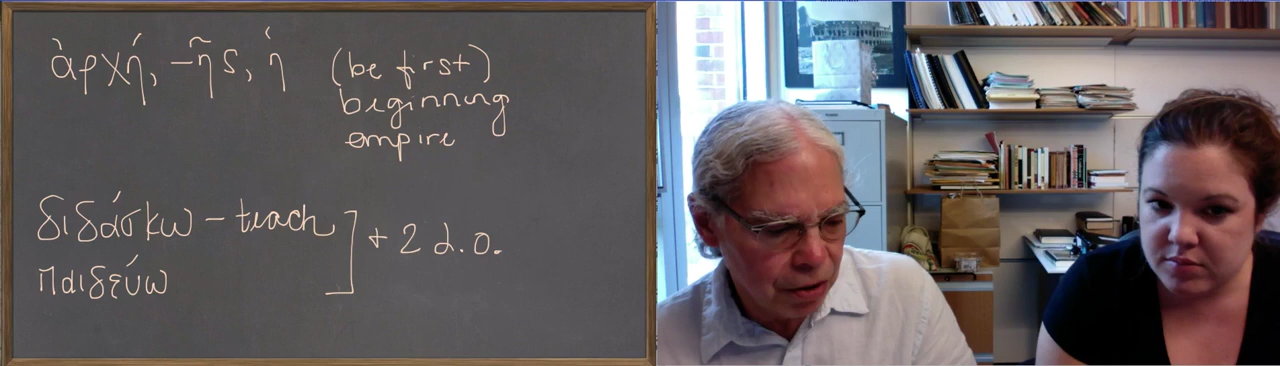 ἀρχή, -ῆς, ἡ (be first)
beginning
empire
διδάσκω - teach ] + 2 d.o.
παιδεύω